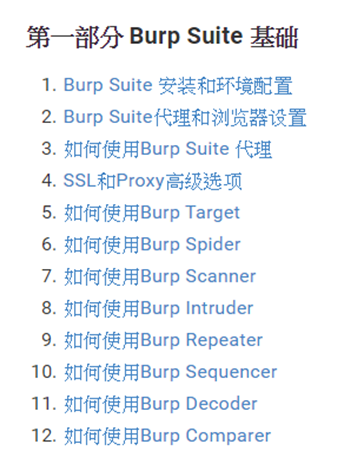 第一部分 Burp Suite 基础
1. Burp Suite 安装和环境配置
2. Burp Suite代理和浏览器设置
3. 如何使用Burp Suite 代理
4. SSL和Proxy高级选项
5. 如何使用Burp Target
6. 如何使用Burp Spider
7. 如何使用Burp Scanner
8. 如何使用Burp Intruder
9. 如何使用Burp Repeater
10. 如何使用Burp Sequencer
11. 如何使用Burp Decoder
12. 如何使用Burp Comparer